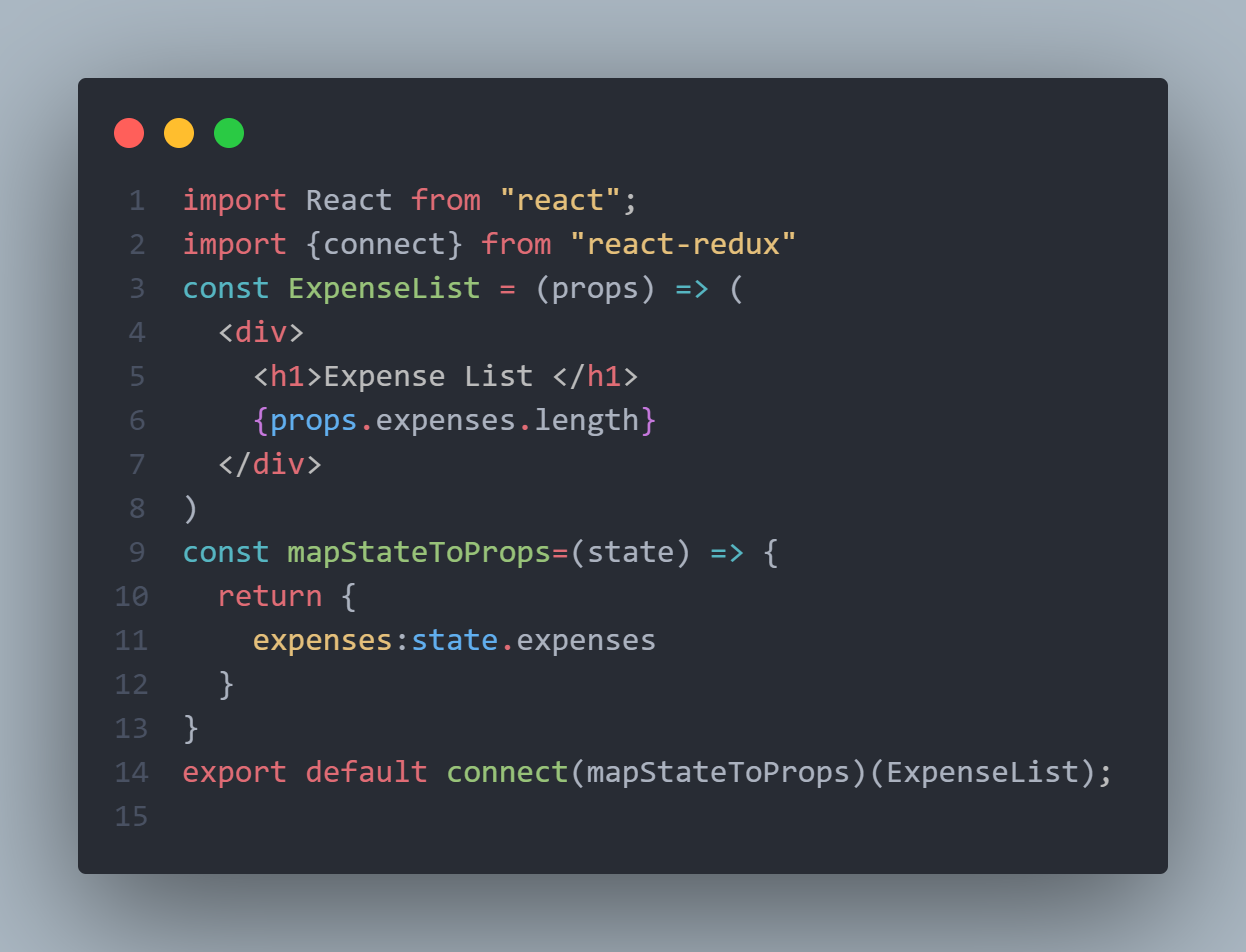 1 import React from "react";
2 import {connect} from "react-redux"
3 const ExpenseList = (props) => (
4   <div>
5     <h1>Expense List </h1>
6     {props.expenses.length}
7   </div>
8 )
9 const mapStateToProps=(state) => {
10   return {
11     expenses:state.expenses
12   }
13 }
14 export default connect(mapStateToProps)(ExpenseList);
15